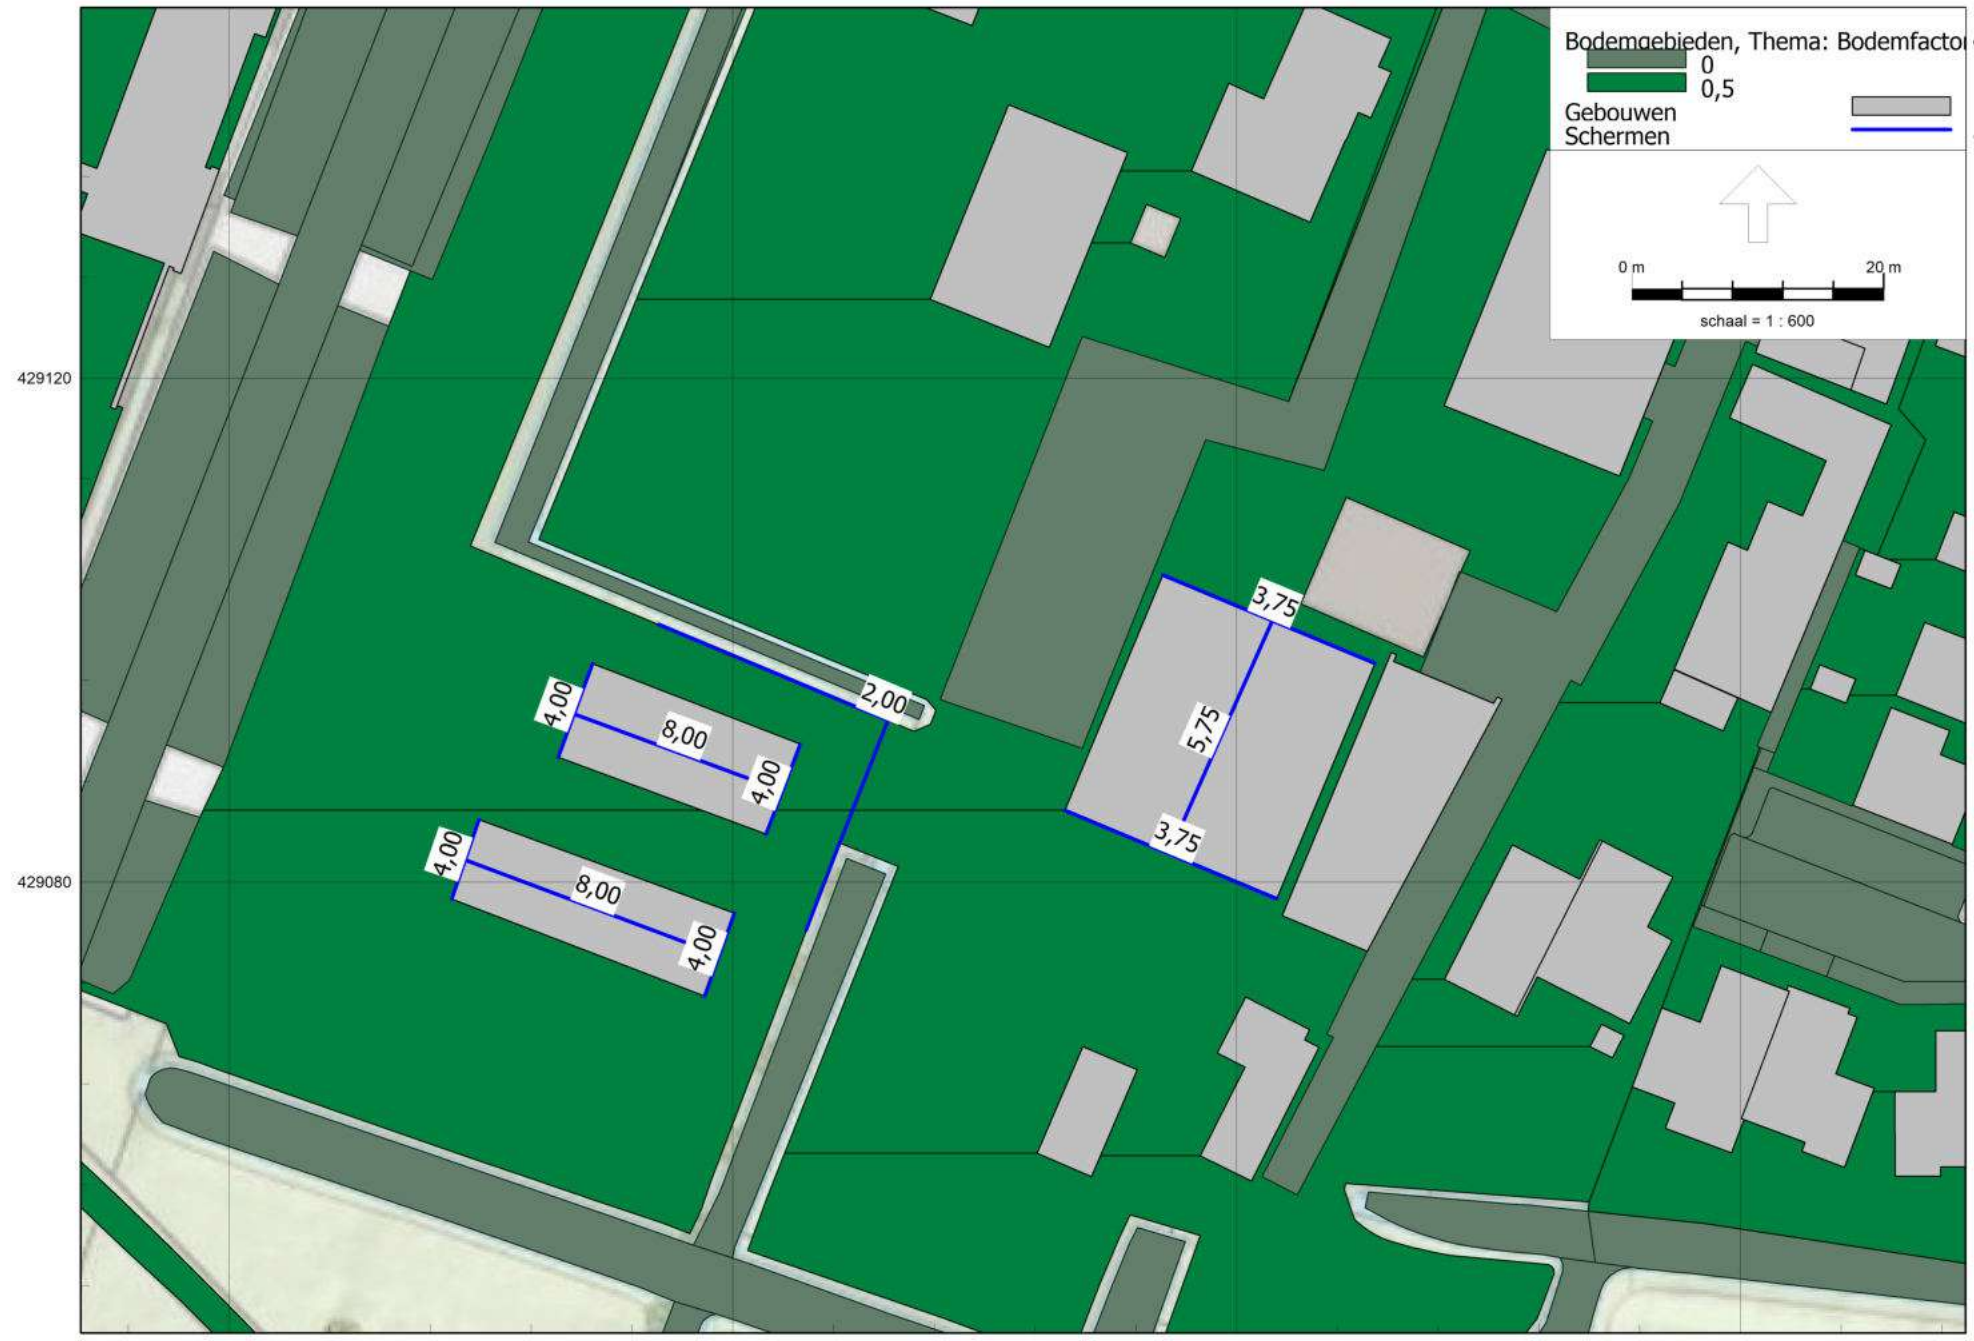 Bodemgebieden, Thema: Bodemfactor
0
0,5
Gebouwen
Schermen
0 m 20 m
schaal = 1 : 600
429120
3,75
4,00
2,00
8,00
5,75
4,00
3,75
4,00
429080
8,00
4,00